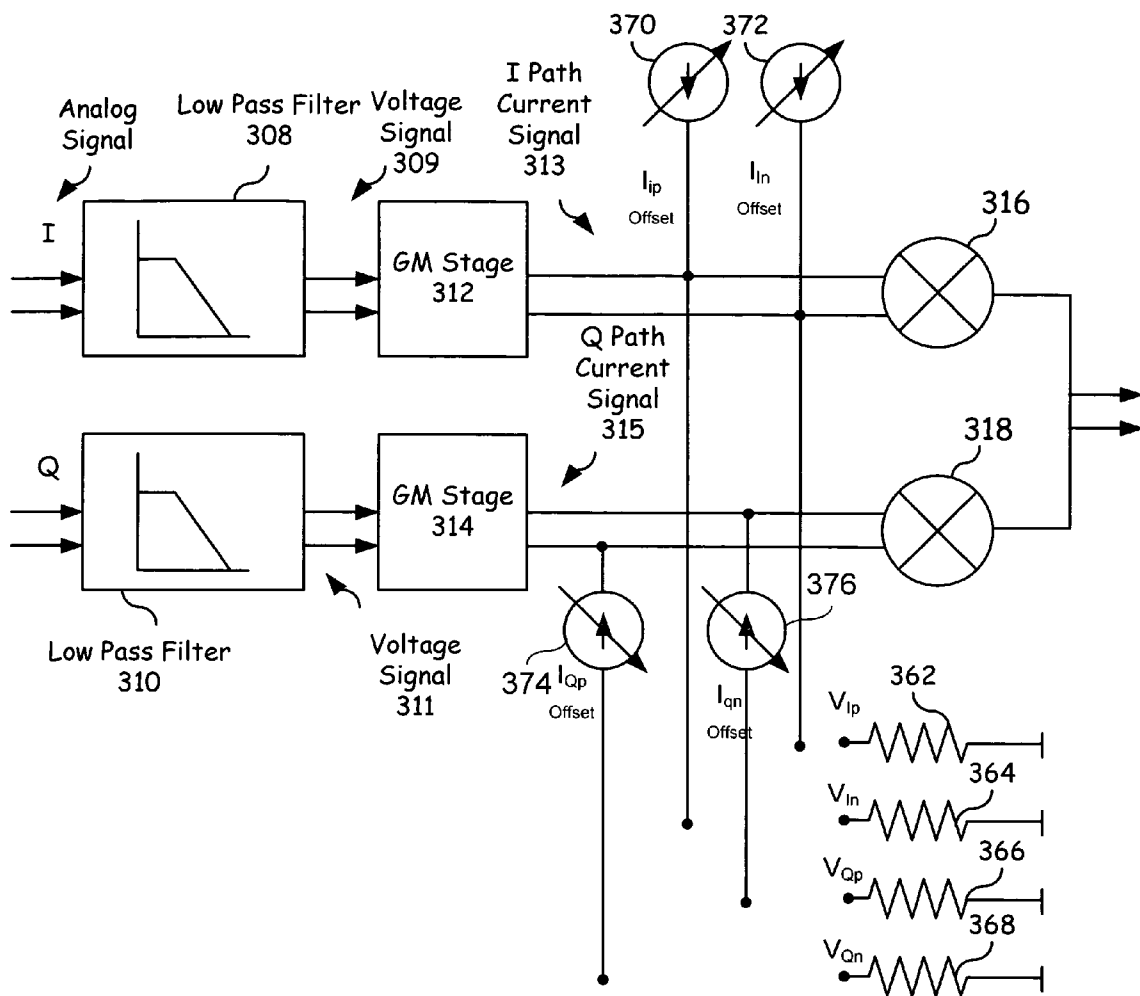 370
372
Analog
Signal
Low Pass Filter
308
Voltage
Signal
309
I Path
Current
Signal
313
Iip
Offset
IIn
Offset
316
I
GM Stage
312
Q Path
Current
Signal
315
318
Q
GM Stage
314
Low Pass Filter
310
Voltage
Signal
311
374
IQp
Offset
376
Iqn
Offset
362
VIp
364
VIn
366
VQp
368
VQn